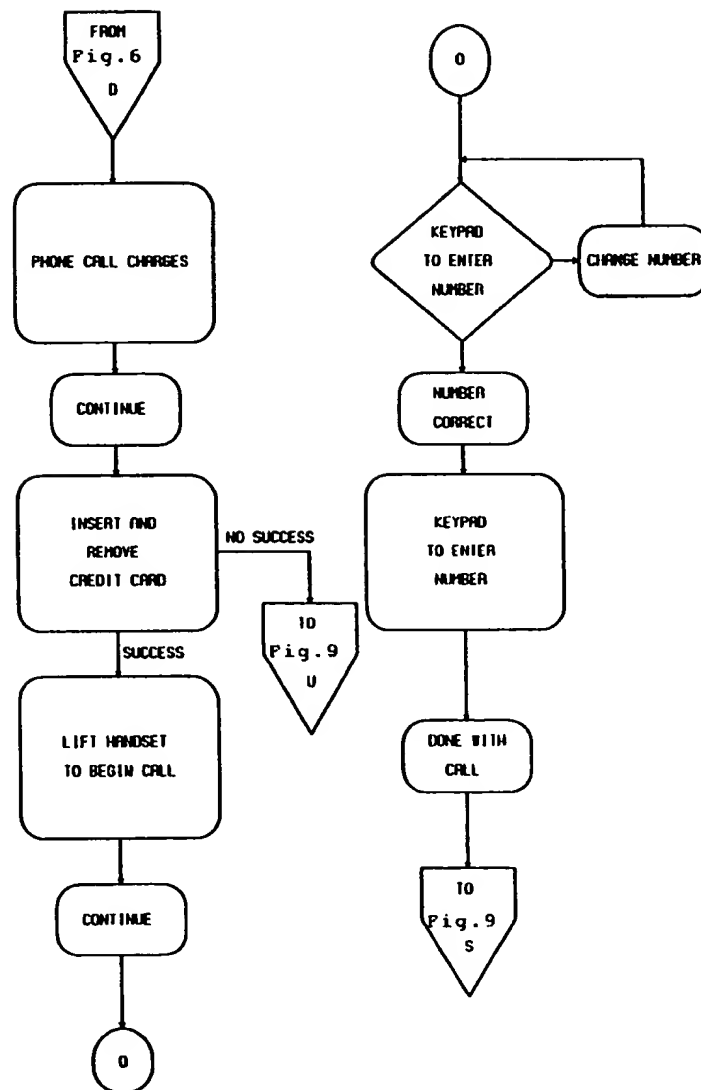 FROM
Fig.6
D
PHONE CALL CHARGES
CONTINUE
INSERT AND
REMOVE
CREDIT CARD
NO SUCCESS
TO
Fig.9
U
SUCCESS
LIFT HANDSET
TO BEGIN CALL
CONTINUE
O
O
KEYPAD
TO ENTER
NUMBER
CHANGE NUMBER
NUMBER
CORRECT
KEYPAD
TO ENTER
NUMBER
DONE WITH
CALL
TO
Fig.9
S